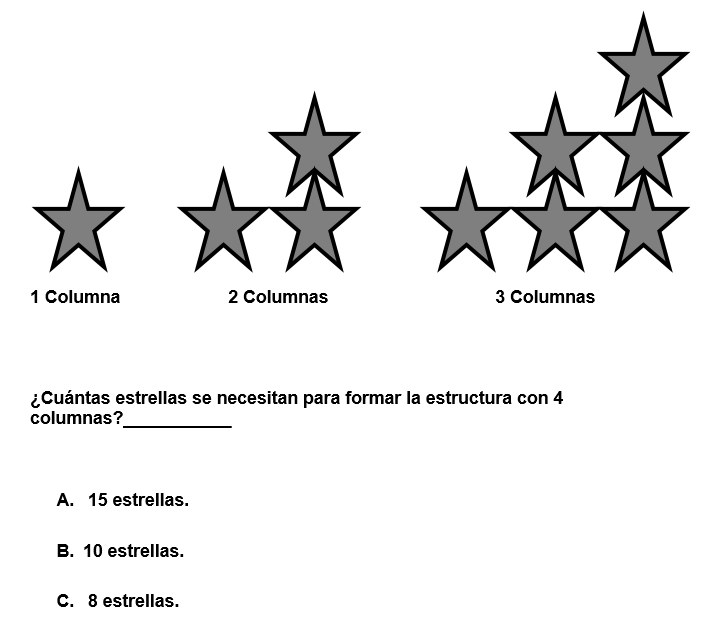 1 Columna
2 Columnas
3 Columnas
¿Cuántas estrellas se necesitan para formar la estructura con 4
columnas?___________
A. 15 estrellas.
B. 10 estrellas.
C. 8 estrellas.